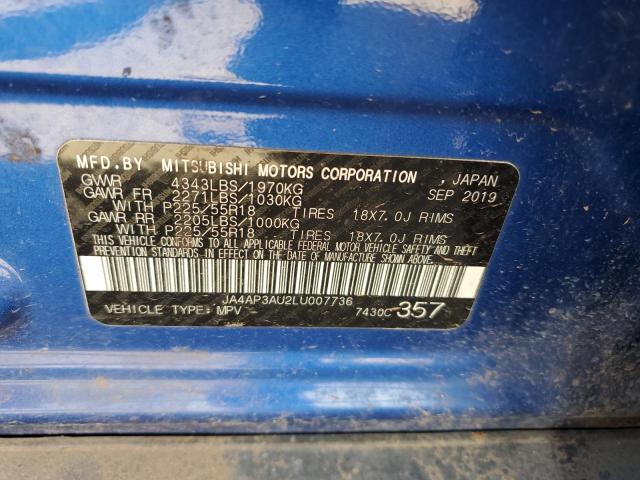 MFD.BY MITSUBISHI MOTORS CORPORATION , JAPAN
GVWR 4343LBS/1970KG SEP 2019
GAWR FR 2271LBS/1030KG
WITH P225/55R18 TIRES 18X7.0J RIMS
GAWR RR 2205LBS/1000KG
WITH P225/55R18 TIRES 18X7.0J RIMS
THIS VEHICLE CONFORMS TO ALL APPLICABLE FEDERAL MOTOR VEHICLE SAFETY AND THEFT
PREVENTION STANDARDS IN EFFECT ON THE DATE OF MANUFACTURE SHOWN ABOVE.
JA4AP3AU2LU007736
VEHICLE TYPE: MPV 7430C 357